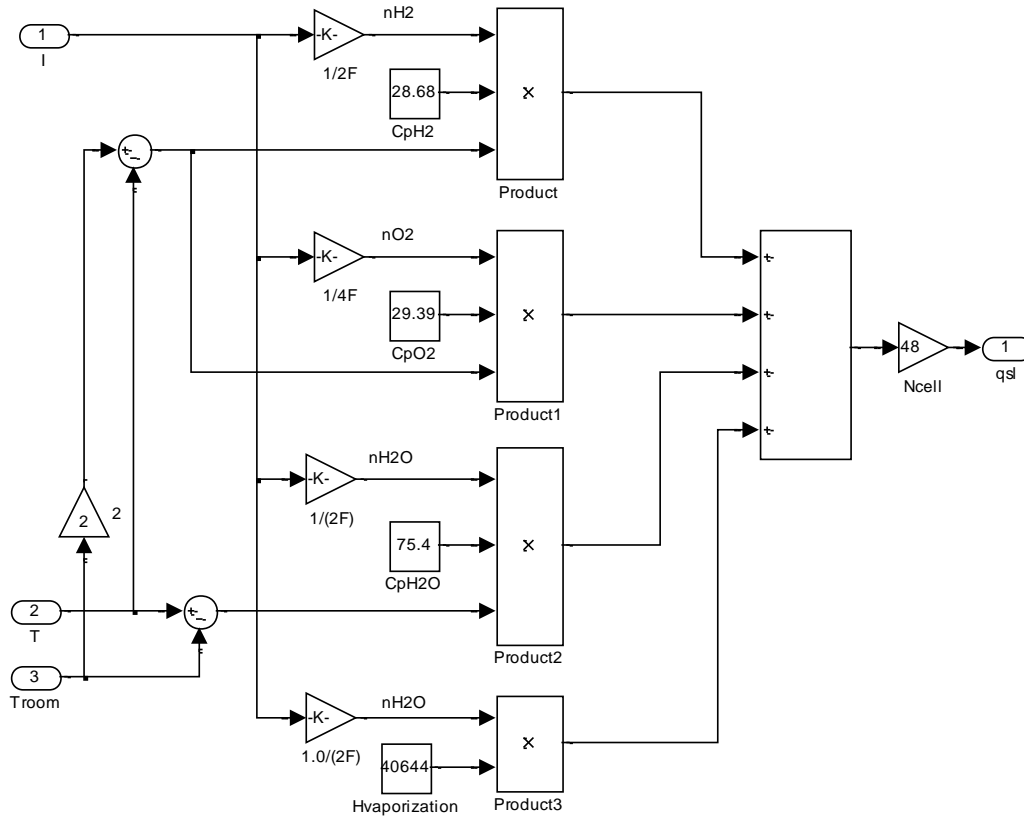 1
I
-K-
nH2
1/2F
28.68
CpH2
×
Product
+
-
-K-
nO2
1/4F
29.39
CpO2
×
Product1
+
+
+
+
48
Ncell
1
qsl
-K-
nH2O
1/(2F)
75.4
CpH2O
×
Product2
2
2
2
T
+
-
3
Troom
-K-
nH2O
1.0/(2F)
40644
Hvaporization
×
Product3